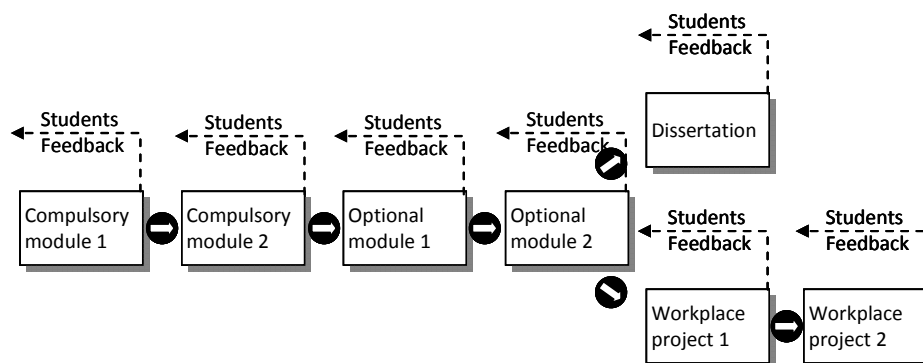 Students
Feedback
Dissertation
Students
Feedback
Students
Feedback
Students
Feedback
Students
Feedback
Compulsory
module 1
Compulsory
module 2
Optional
module 1
Optional
module 2
Students
Feedback
Students
Feedback
Workplace
project 1
Workplace
project 2